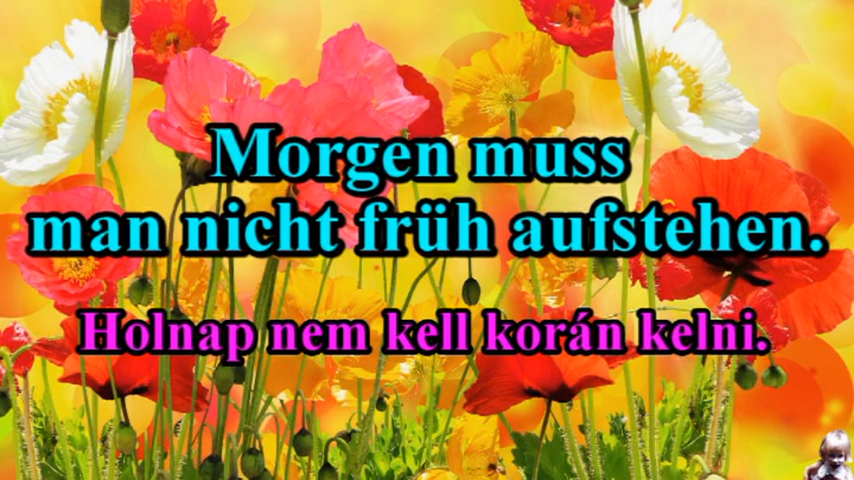 Morgen muss
man nicht früh aufstehen.
Holnap nem kell korán kelni.